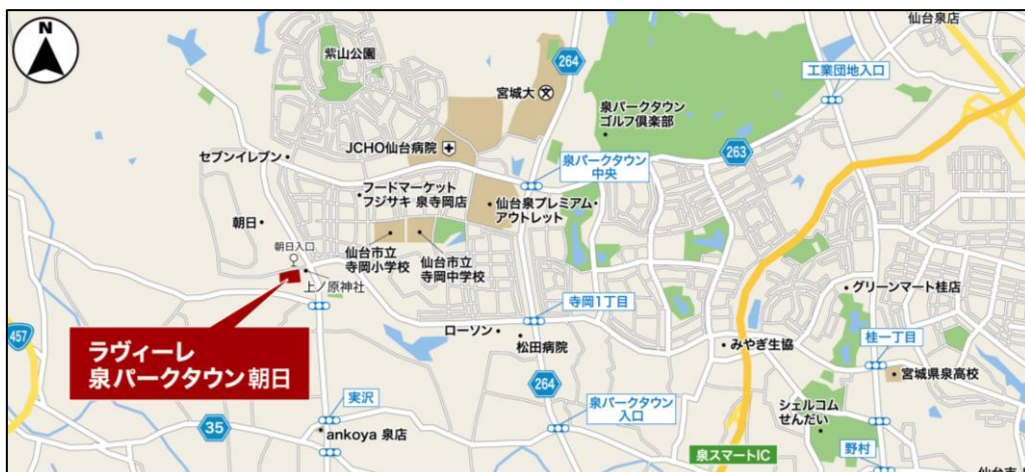 N
仙台泉店
紫山公園
264
工業団地入口
宮城大
泉パークタウン
ゴルフ倶楽部
JCHO仙台病院
263
セブンイレブン
泉パークタウン
中央
フードマーケット
フジサキ 泉寺岡店
仙台泉プレミアム
アウトレット
朝日
朝日入口
仙台市立
寺岡小学校
仙台市立
寺岡中学校
上ノ原神社
グリーンマート桂店
寺岡1丁目
457
ローソン
松田病院
みやぎ生協
桂一丁目
ラヴィーレ
泉パークタウン 朝日
宮城県泉高校
264
実沢
泉パークタウン
入口
シェルコム
せんだい
35
ankoya 泉店
野村
泉スマートIC